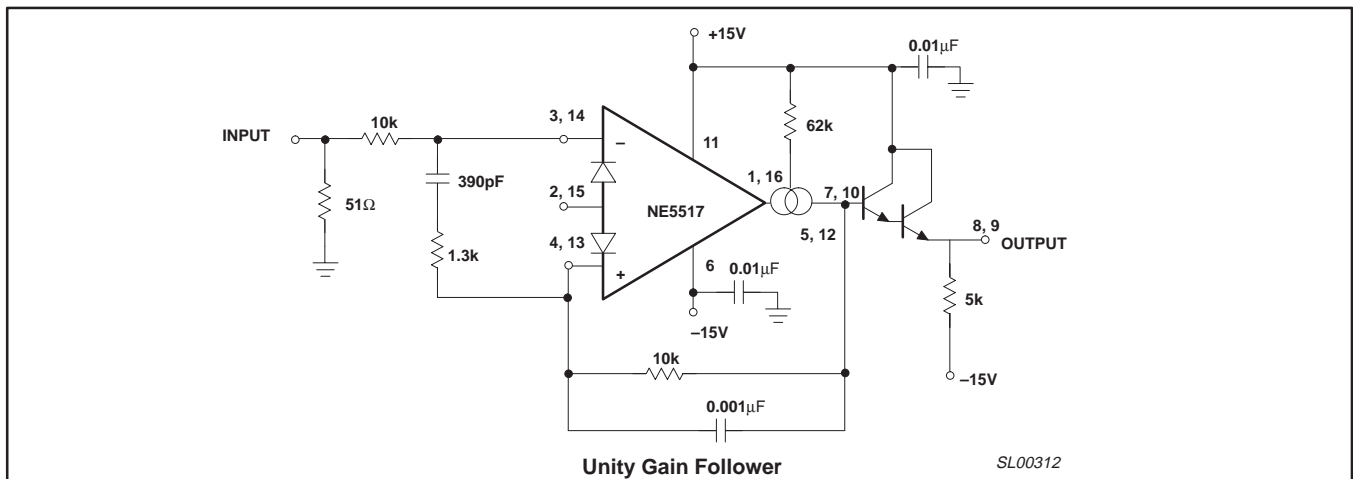 +15V
0.01μF
62k
10k
3, 14
INPUT
–
11
390pF
1, 16
2, 15
7, 10
51Ω
NE5517
4, 13
5, 12
8, 9
OUTPUT
1.3k
6
0.01μF
+
5k
–15V
10k
–15V
0.001μF
Unity Gain Follower
SL00312